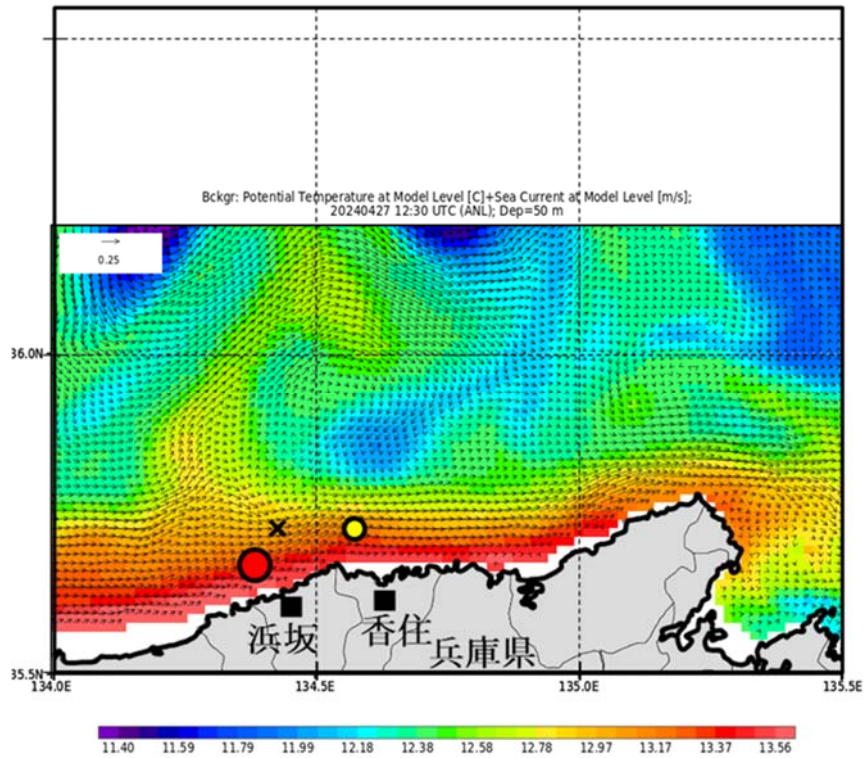 Bckgr: Potential Temperature at Model Level [C]+Sea Current at Model Level [m/s];
20240427 12:30 UTC (ANL); Dep=50 m
0.25
36.0N
浜坂
香住
兵庫県
35.5N
134.0E 134.5E 135.0E 135.5E
11.40 11.59 11.79 11.99 12.18 12.38 12.58 12.78 12.97 13.17 13.37 13.56